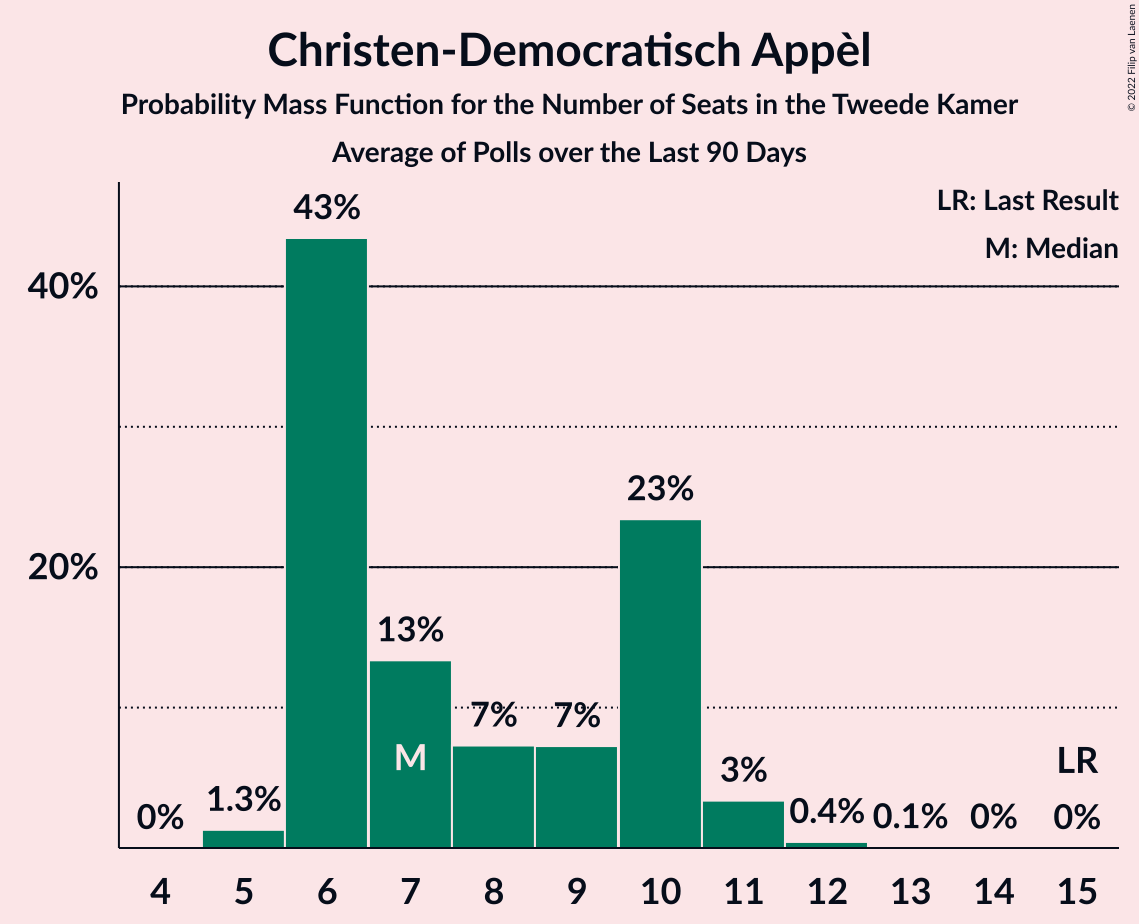 Christen-Democratisch Appèl
Probability Mass Function for the Number of Seats in the Tweede Kamer
Average of Polls over the Last 90 Days
© 2022 Filip van Laenen
LR: Last Result
M: Median
43%
40%
23%
20%
13%
7%
7%
M
3%
LR
1.3%
0.4%
0%
0.1%
0%
0%
4 5 6 7 8 9 10 11 12 13 14 15